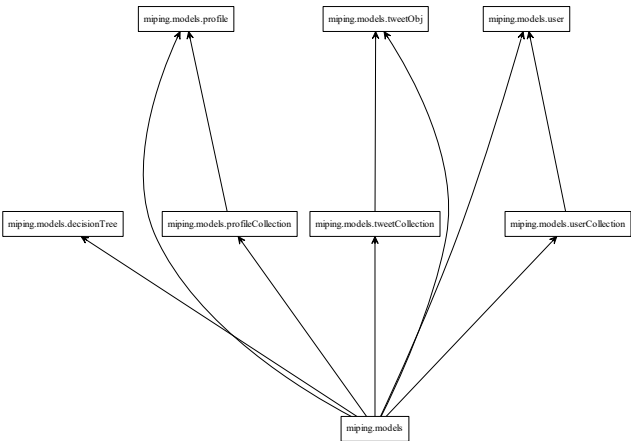 miping.models.profile
miping.models.tweetObj
miping.models.user
miping.models.decisionTree
miping.models.profileCollection
miping.models.tweetCollection
miping.models.userCollection
miping.models